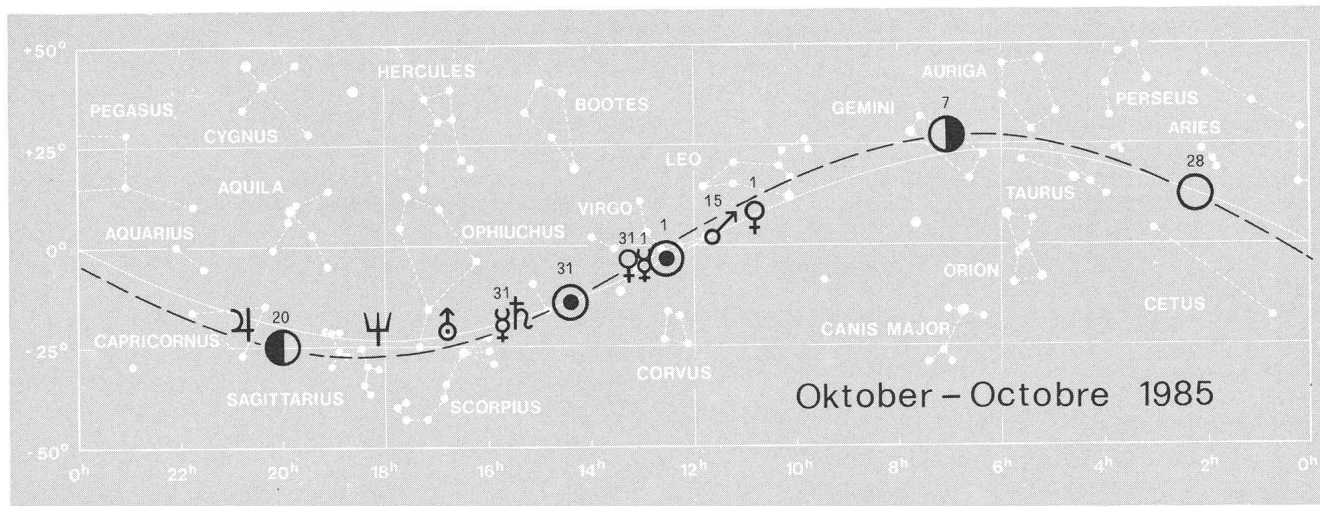 +50°
HERCULES
AURIGA
PEGASUS
BOOTES
GEMINI
7
PERSEUS
CYGNUS
ARIES
+25°
LEO
28
AQUILA
1
TAURUS
15
VIRGO
1
AQUARIUS
OPHIUCHUS
31 1
0°
31
ORION
31
CETUS
20
CAPRICORNUS
CANIS MAJOR
-25°
CORVUS
SAGITTARIUS
SCORPIUS
Oktober – Octobre 1985
-50°
0h 22h 20h 18h 16h 14h 12h 10h 8h 6h 4h 2h 0h